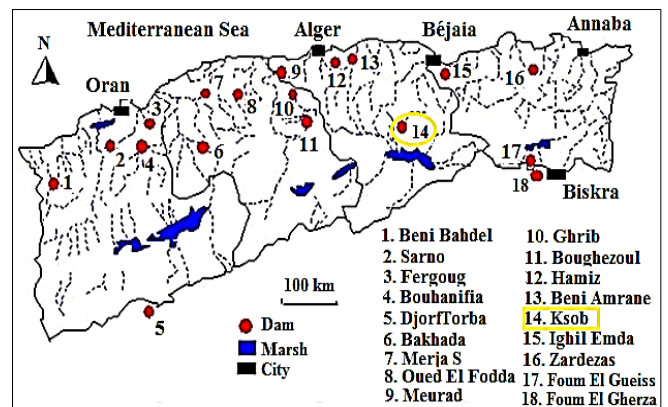 Mediterranean Sea
Alger
Béjaia
Annaba
N
Oran
Biskra
1
2
3
4
5
6
7
8
9
10
11
12
13
14
15
16
17
18
100 km
Dam
Marsh
City
1. Beni Bahdel
2. Sarno
3. Fergoug
4. Bouhanifia
5. DjorfTorba
6. Bakhada
7. Merja S
8. Oued El Fodda
9. Meurad
10. Ghrib
11. Boughezoul
12. Hamiz
13. Beni Amrane
14. Ksob
15. Ighil Emda
16. Zardezas
17. Foum El Gueiss
18. Foum El Gherza